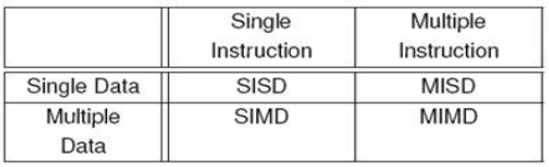 Single Multiple
Instruction Instruction
Single Data SISD MISD
Multiple SIMD MIMD
Data